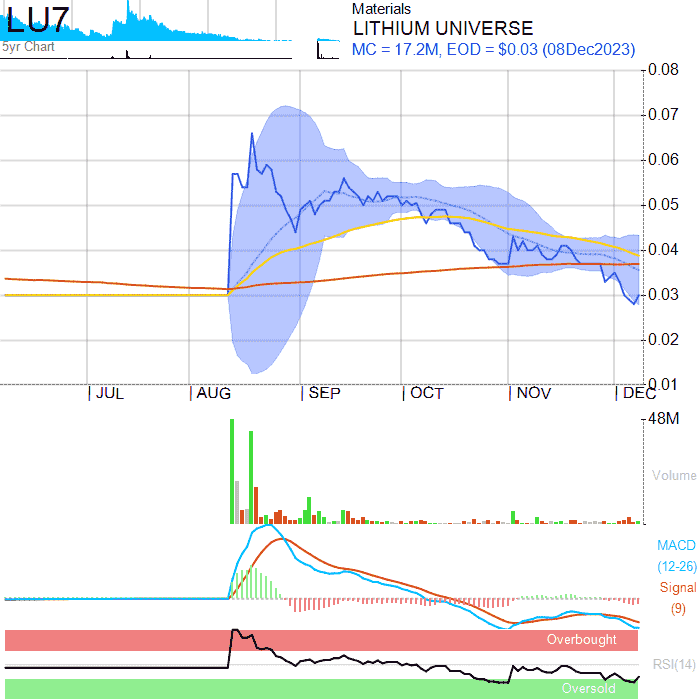 LU7
5yr Chart
Materials
LITHIUM UNIVERSE
MC = 17.2M, EOD = $0.03 (08Dec2023)
0.08
0.07
0.06
0.05
0.04
0.03
0.02
0.01
JUL AUG SEP OCT NOV DEC
48M
Volume
MACD
(12-26)
Signal
(9)
Overbought
RSI(14)
Oversold